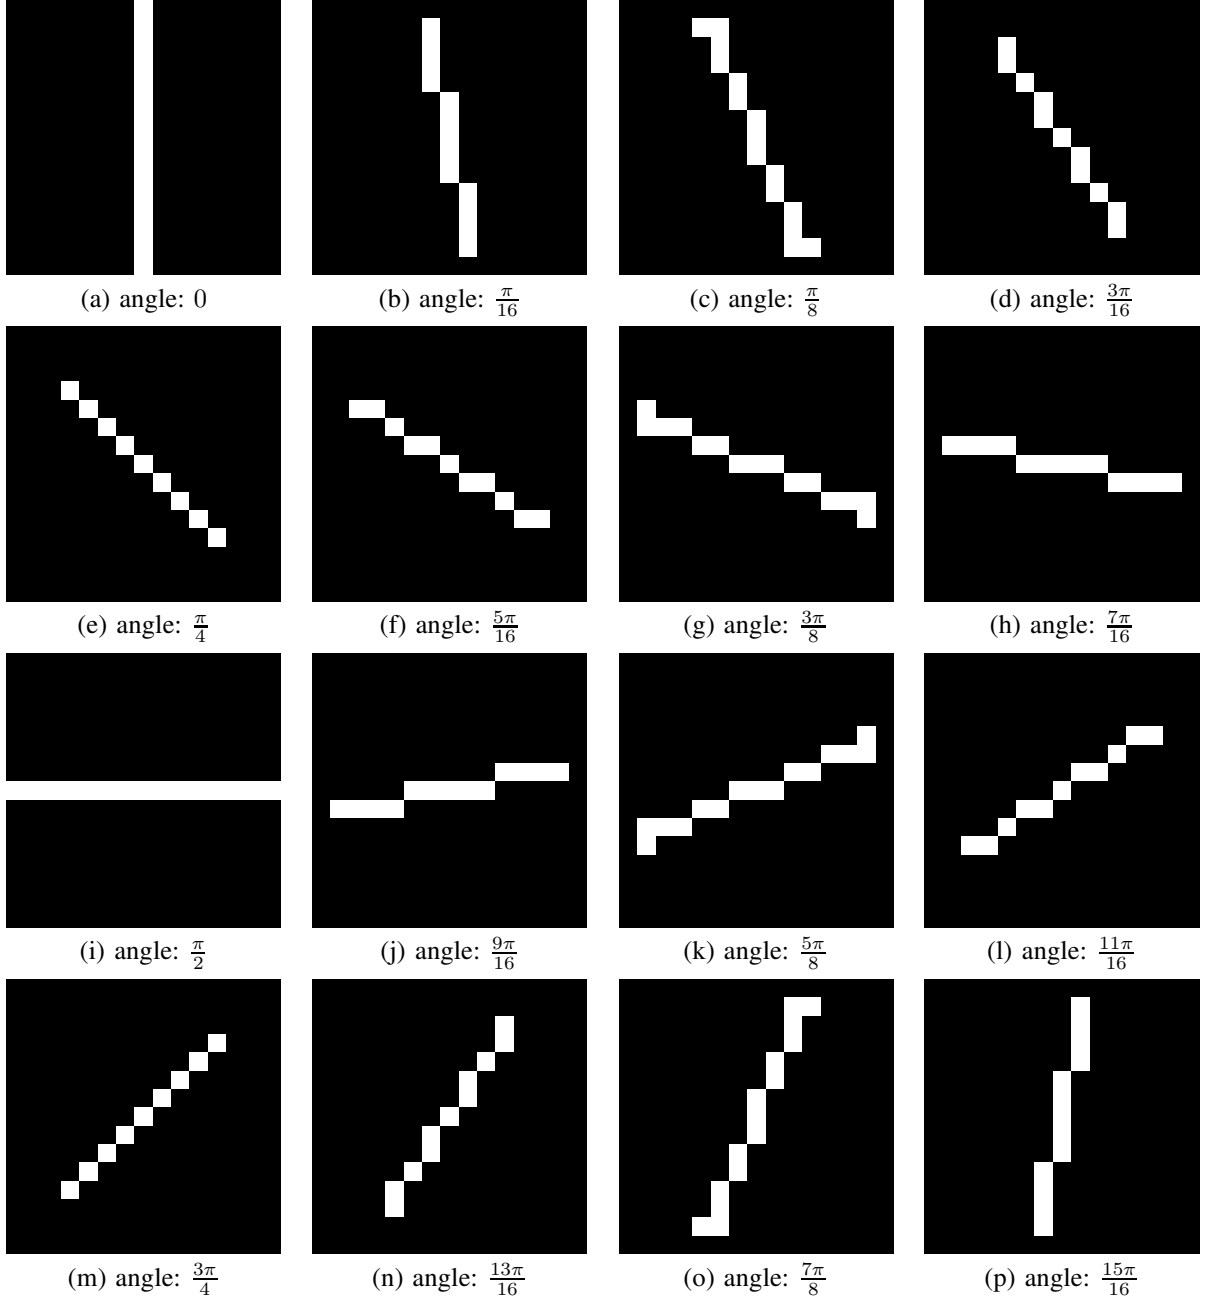 (a) angle: 0 (b) angle: π/16 (c) angle: π/8 (d) angle: 3π/16
(e) angle: π/4 (f) angle: 5π/16 (g) angle: 3π/8 (h) angle: 7π/16
(i) angle: π/2 (j) angle: 9π/16 (k) angle: 5π/8 (l) angle: 11π/16
(m) angle: 3π/4 (n) angle: 13π/16 (o) angle: 7π/8 (p) angle: 15π/16